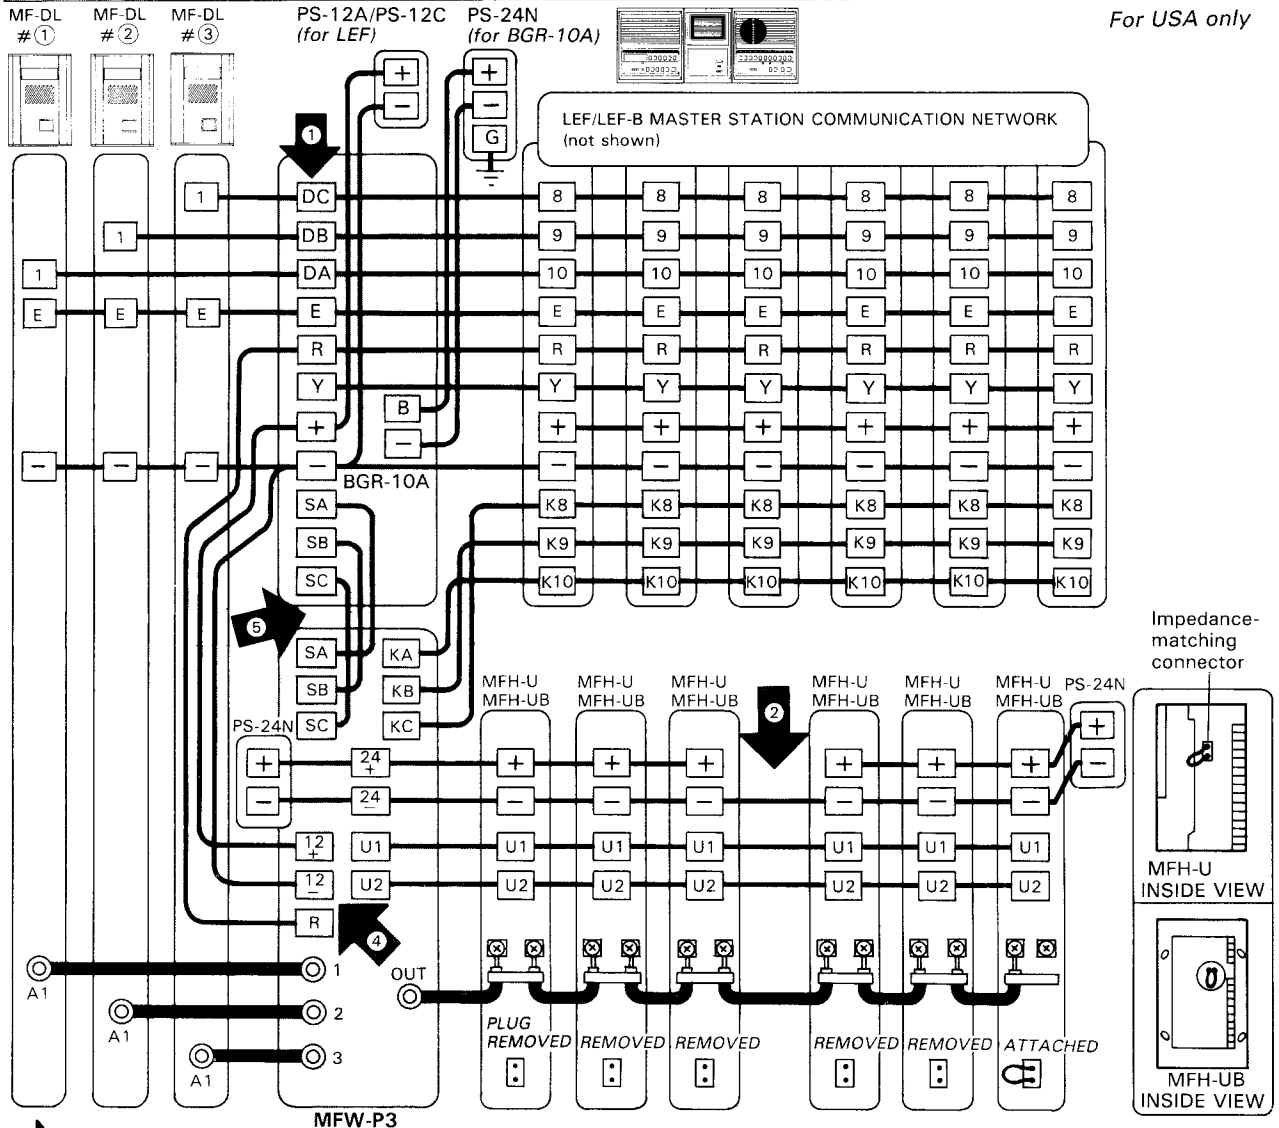 MF-DL MF-DL MF-DL PS-12A/PS-12C PS-24N For USA only
#① #② #③ (for LEF) (for BGR-10A)
+ +
− −
G
①
LEF/LEF-B MASTER STATION COMMUNICATION NETWORK
(not shown)
1 DC 8 8 8 8 8 8
1 DB 9 9 9 9 9 9
1 DA 10 10 10 10 10 10
E E E E E E E E E E
R R R R R R R
Y Y Y Y Y Y Y
B
+ + + + + + +
−
− − − − − − − − − −
BGR-10A
SA K8 K8 K8 K8 K8 K8
SB K9 K9 K9 K9 K9 K9
SC K10 K10 K10 K10 K10 K10
⑤
Impedance-
matching
connector
SA KA
SB KB
SC KC
MFH-U MFH-U MFH-U MFH-U MFH-U MFH-U
MFH-UB MFH-UB MFH-UB MFH-UB MFH-UB MFH-UB
②
PS-24N PS-24N
+ −
+ 24 + + + + + + +
− 24 − − − − − − −
12 + U1 U1 U1 U1 U1 U1 U1
12 − U2 U2 U2 U2 U2 U2 U2
R
④
MFH-U
INSIDE VIEW
OUT
1
A1
2
A1
3
A1
PLUG
REMOVED REMOVED REMOVED REMOVED REMOVED ATTACHED
MFH-UB
INSIDE VIEW
MFW-P3